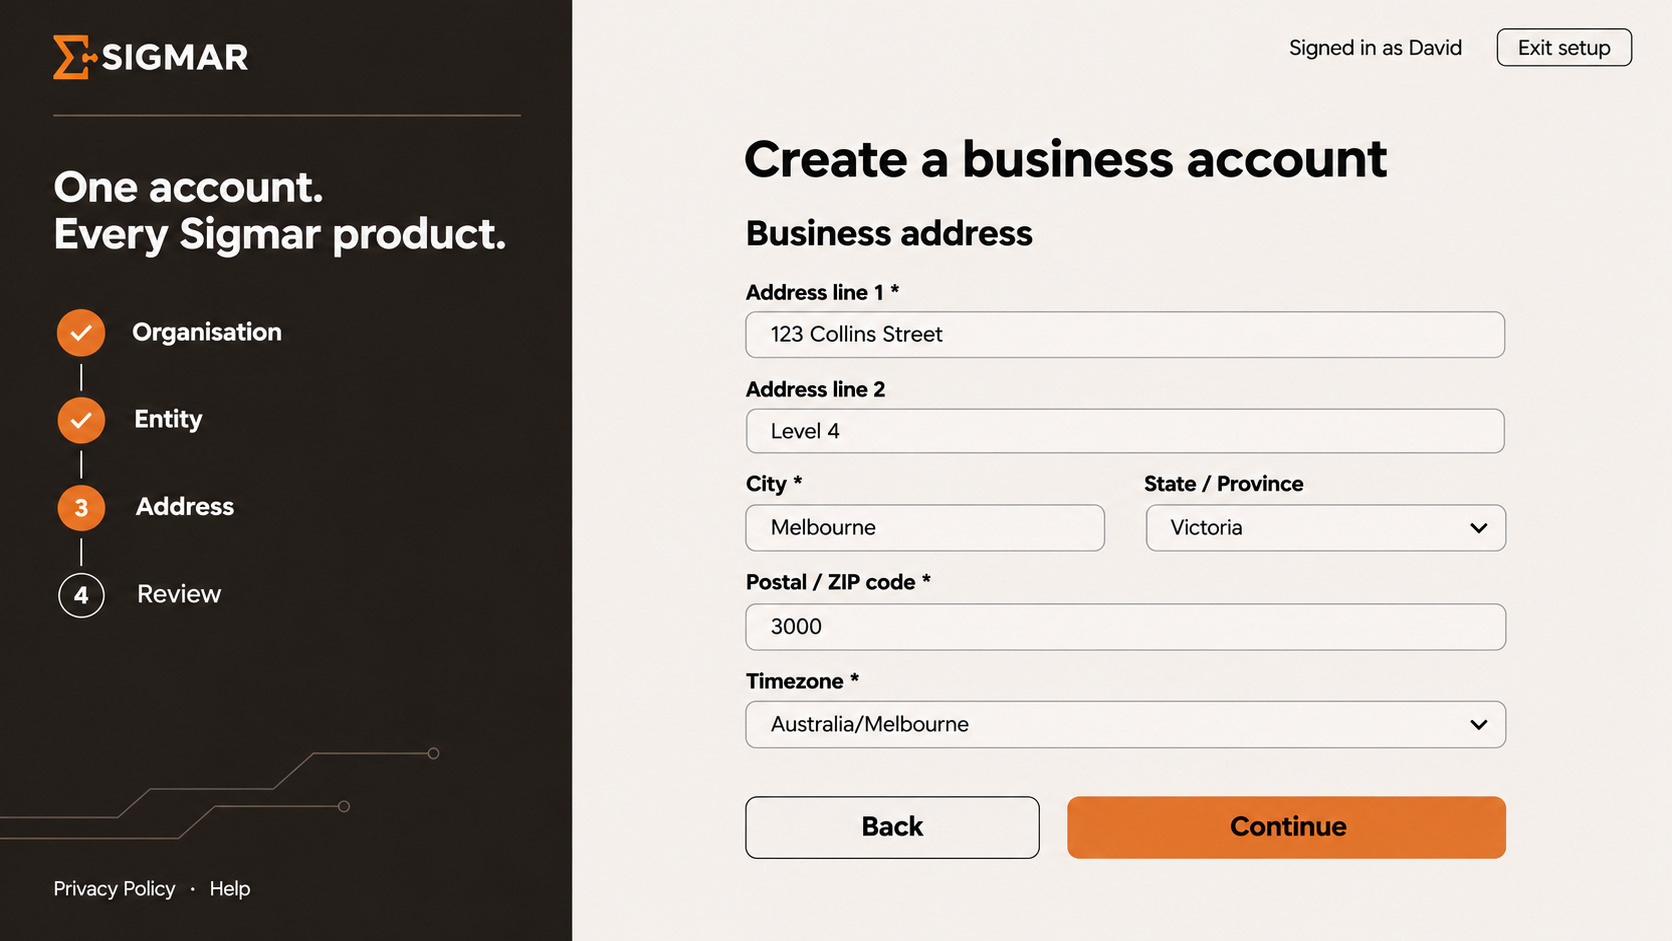 SIGMAR
One account.
Every Sigmar product.
Organisation
Entity
3 Address
4 Review
Privacy Policy · Help
Signed in as David
Exit setup
Create a business account
Business address
Address line 1 *
123 Collins Street
Address line 2
Level 4
City * State / Province
Melbourne Victoria
Postal / ZIP code *
3000
Timezone *
Australia/Melbourne
Back Continue